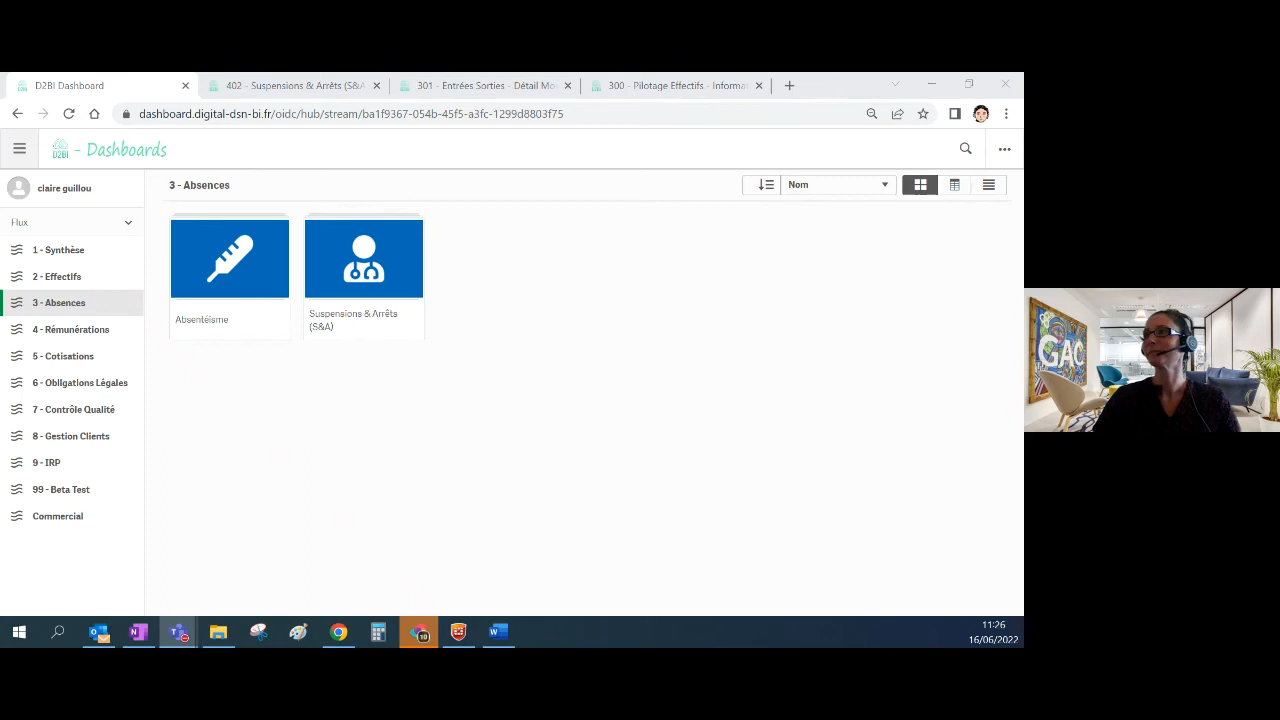 D2BI Dashboard
402 - Suspensions & Arrêts (S&A
301 - Entrées Sorties - Détail Mo
300 - Pilotage Effectifs - Informa
dashboard.digital-dsn-bi.fr/oidc/hub/stream/ba1f9367-054b-45f5-a3fc-1299d8803f75
D2BI - Dashboards
claire guillou
3 - Absences
Nom
Flux
1 - Synthèse
2 - Effectifs
3 - Absences
4 - Rémunérations
5 - Cotisations
6 - Obligations Légales
7 - Contrôle Qualité
8 - Gestion Clients
9 - IRP
99 - Beta Test
Commercial
Absentéisme
Suspensions & Arrêts
(S&A)
GAC
10
11:26
16/06/2022